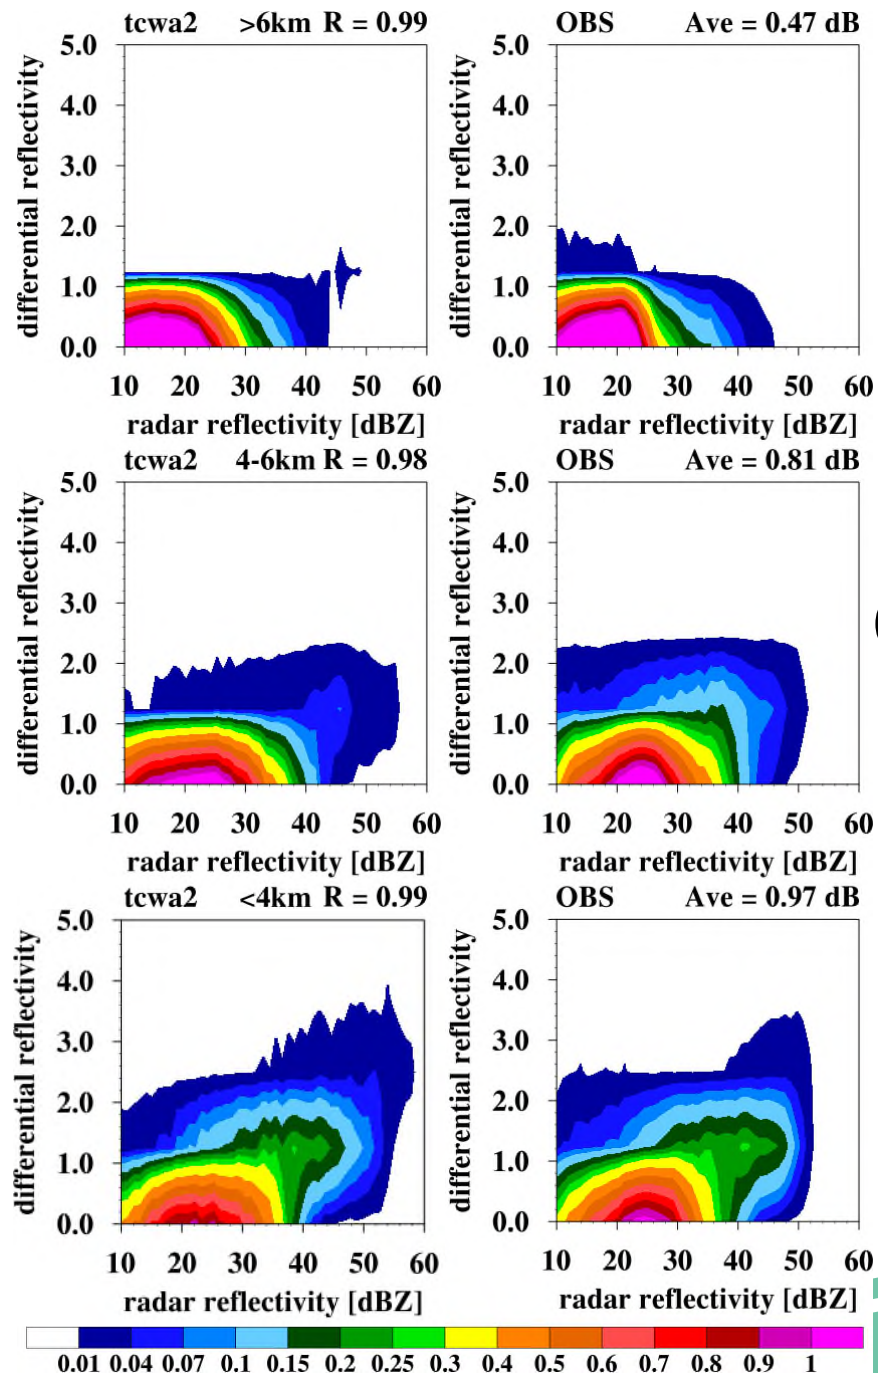 tcwa2 >6km R = 0.99
OBS Ave = 0.47 dB
differential reflectivity
5.0
4.0
3.0
2.0
1.0
0.0
10 20 30 40 50 60
radar reflectivity [dBZ]
differential reflectivity
5.0
4.0
3.0
2.0
1.0
0.0
10 20 30 40 50 60
radar reflectivity [dBZ]
tcwa2 4-6km R = 0.98
OBS Ave = 0.81 dB
differential reflectivity
5.0
4.0
3.0
2.0
1.0
0.0
10 20 30 40 50 60
radar reflectivity [dBZ]
differential reflectivity
5.0
4.0
3.0
2.0
1.0
0.0
10 20 30 40 50 60
radar reflectivity [dBZ]
tcwa2 <4km R = 0.99
OBS Ave = 0.97 dB
differential reflectivity
5.0
4.0
3.0
2.0
1.0
0.0
10 20 30 40 50 60
radar reflectivity [dBZ]
differential reflectivity
5.0
4.0
3.0
2.0
1.0
0.0
10 20 30 40 50 60
radar reflectivity [dBZ]
0.01 0.04 0.07 0.1 0.15 0.2 0.25 0.3 0.4 0.5 0.6 0.7 0.8 0.9 1